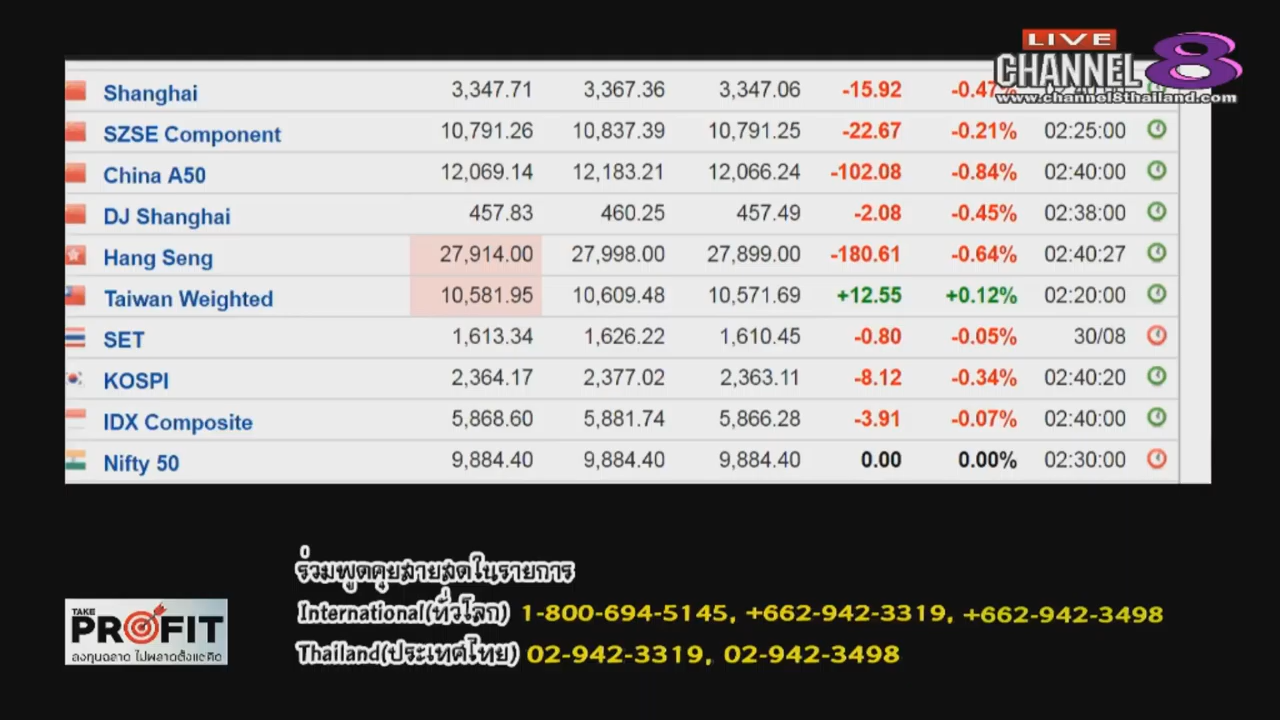 LIVE
CHANNEL 8
www.channel8thailand.com
Shanghai 3,347.71 3,367.36 3,347.06 -15.92 -0.47%
SZSE Component 10,791.26 10,837.39 10,791.25 -22.67 -0.21% 02:25:00
China A50 12,069.14 12,183.21 12,066.24 -102.08 -0.84% 02:40:00
DJ Shanghai 457.83 460.25 457.49 -2.08 -0.45% 02:38:00
Hang Seng 27,914.00 27,998.00 27,899.00 -180.61 -0.64% 02:40:27
Taiwan Weighted 10,581.95 10,609.48 10,571.69 +12.55 +0.12% 02:20:00
SET 1,613.34 1,626.22 1,610.45 -0.80 -0.05% 30/08
KOSPI 2,364.17 2,377.02 2,363.11 -8.12 -0.34% 02:40:20
IDX Composite 5,868.60 5,881.74 5,866.28 -3.91 -0.07% 02:40:00
Nifty 50 9,884.40 9,884.40 9,884.40 0.00 0.00% 02:30:00
ร่วมพูดคุยสายสดในรายการ
International(ทั่วโลก) 1-800-694-5145, +662-942-3319, +662-942-3498
Thailand(ประเทศไทย) 02-942-3319, 02-942-3498
TAKE
PROFIT
ลงทุนฉลาด ไม่พลาดตั้งแต่คิด